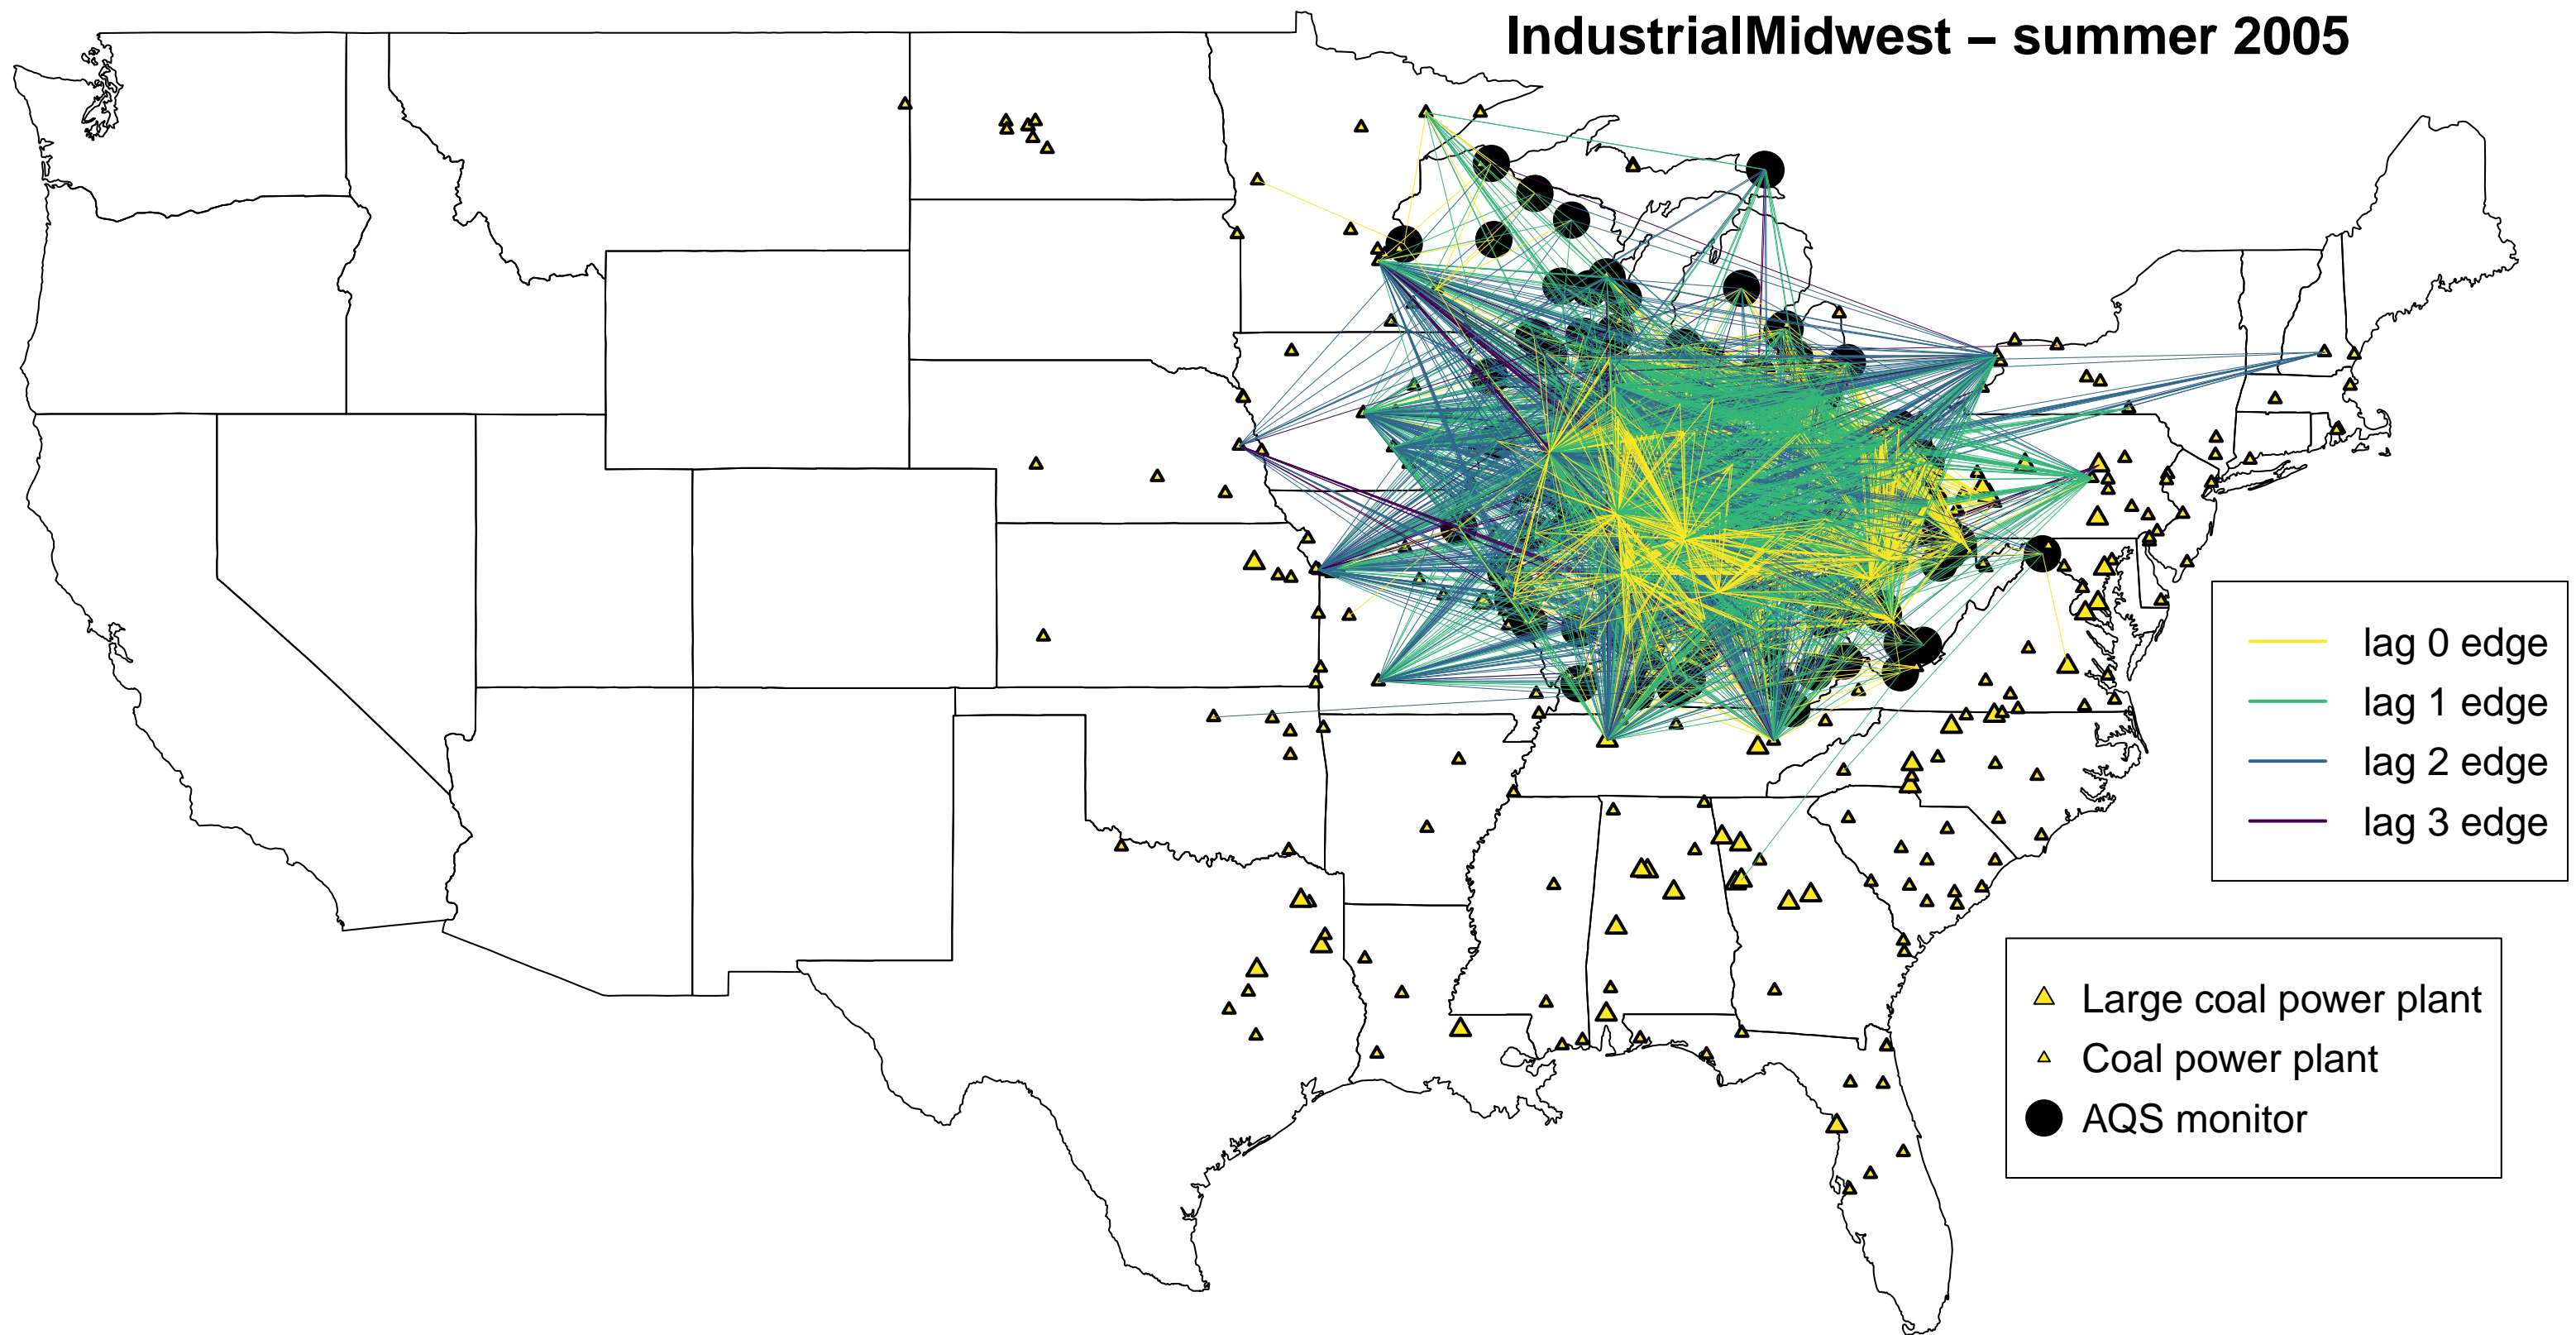 IndustrialMidwest – summer 2005
lag 0 edge
lag 1 edge
lag 2 edge
lag 3 edge
Large coal power plant
Coal power plant
AQS monitor